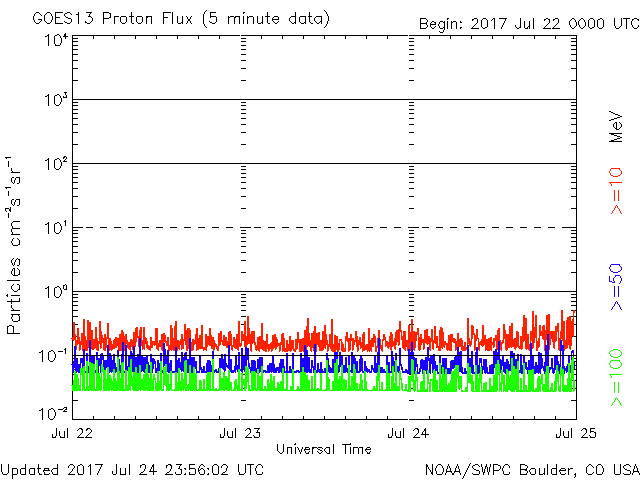 GOES13 Proton Flux (5 minute data)
Begin: 2017 Jul 22 0000 UTC
Particles cm⁻²s⁻¹sr⁻¹
10⁴
10³
10²
10¹
10⁰
10⁻¹
10⁻²
Jul 22
Jul 23
Jul 24
Jul 25
Universal Time
MeV
>=10
>=50
>=100
Updated 2017 Jul 24 23:56:02 UTC
NOAA/SWPC Boulder, CO USA